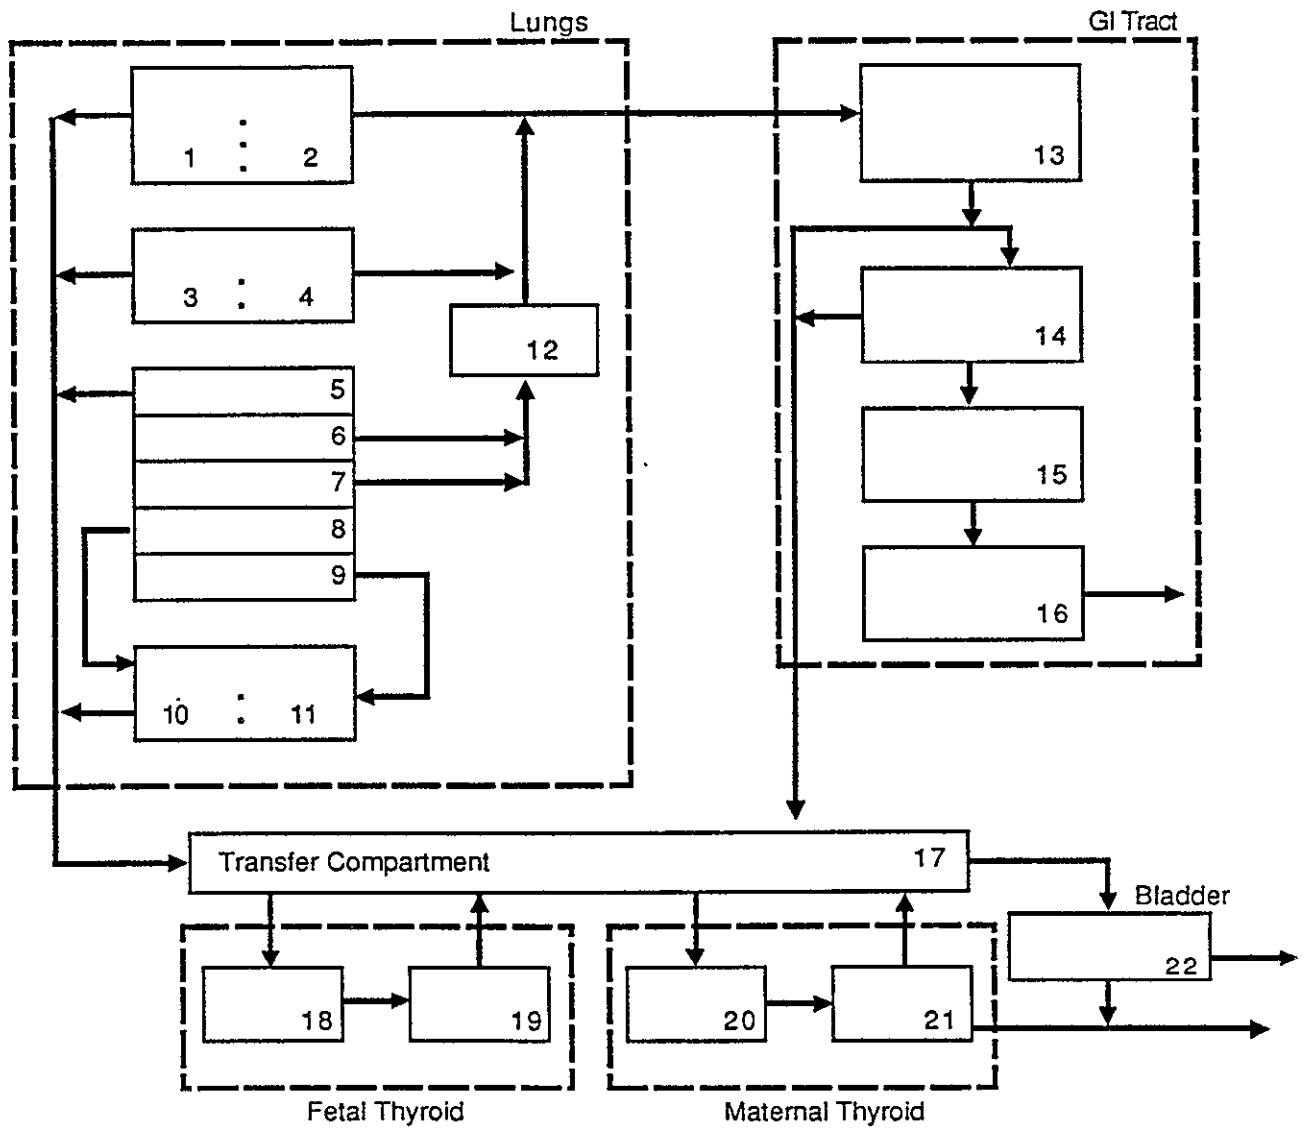 Lungs
GI Tract
1 : 2
13
3 : 4
14
12
5
6
7
8
9
15
16
10 : 11
Transfer Compartment 17
Bladder
22
18 19
20 21
Fetal Thyroid
Maternal Thyroid